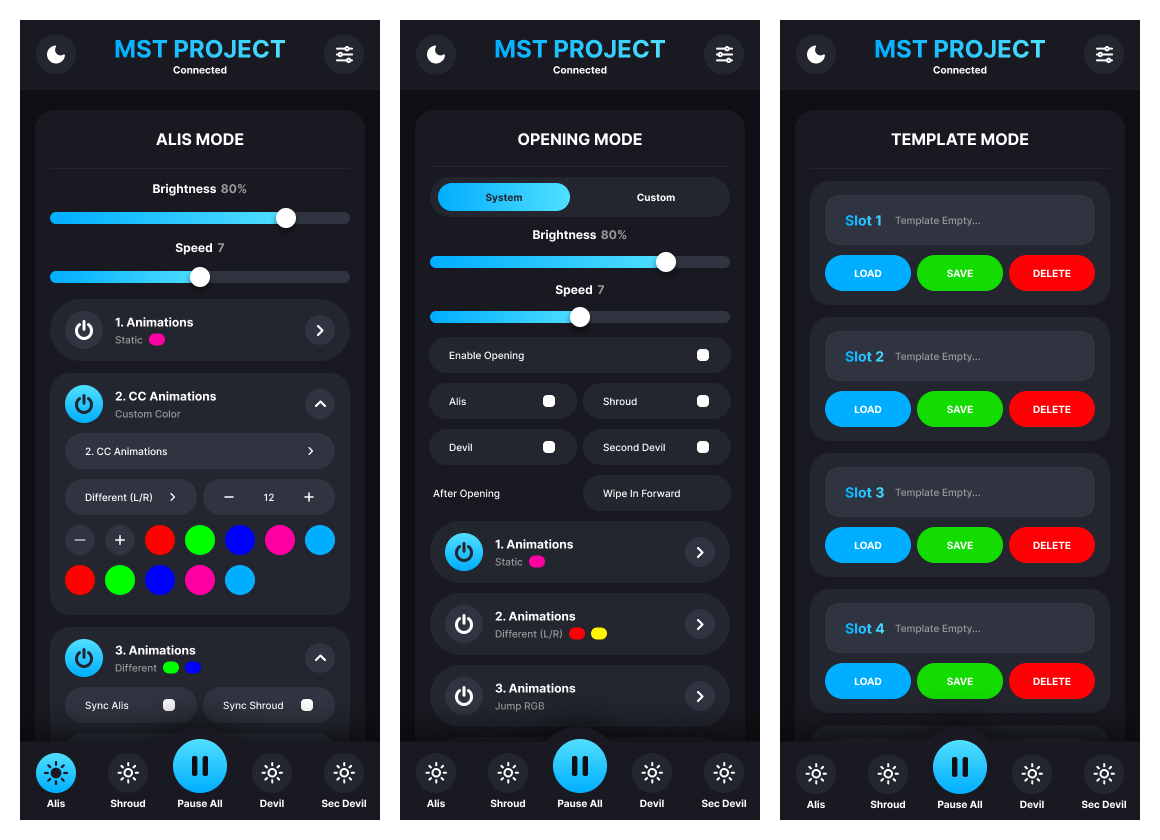 MST PROJECT
Connected
ALIS MODE
Brightness 80%
Speed 7
1. Animations
Static
2. CC Animations
Custom Color
2. CC Animations
Different (L/R)
12
3. Animations
Different
Sync Alis
Sync Shroud
Alis
Shroud
Pause All
Devil
Sec Devil
MST PROJECT
Connected
OPENING MODE
System
Custom
Brightness 80%
Speed 7
Enable Opening
Alis
Shroud
Devil
Second Devil
After Opening
Wipe In Forward
1. Animations
Static
2. Animations
Different (L/R)
3. Animations
Jump RGB
Alis
Shroud
Pause All
Devil
Sec Devil
MST PROJECT
Connected
TEMPLATE MODE
Slot 1 Template Empty...
LOAD
SAVE
DELETE
Slot 2 Template Empty...
LOAD
SAVE
DELETE
Slot 3 Template Empty...
LOAD
SAVE
DELETE
Slot 4 Template Empty...
LOAD
SAVE
DELETE
Alis
Shroud
Pause All
Devil
Sec Devil